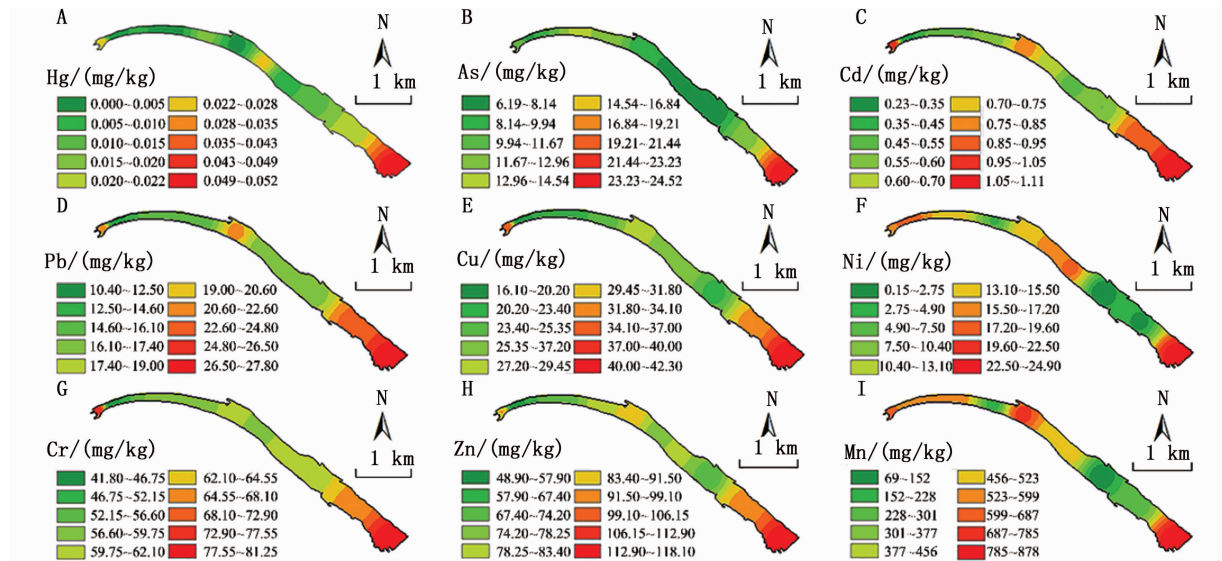 A
N
Hg/(mg/kg)
1 km
0.000~0.005 0.022~0.028
0.005~0.010 0.028~0.035
0.010~0.015 0.035~0.043
0.015~0.020 0.043~0.049
0.020~0.022 0.049~0.052
B
N
As/(mg/kg)
1 km
6.19~8.14 14.54~16.84
8.14~9.94 16.84~19.21
9.94~11.67 19.21~21.44
11.67~12.96 21.44~23.23
12.96~14.54 23.23~24.52
C
N
Cd/(mg/kg)
1 km
0.23~0.35 0.70~0.75
0.35~0.45 0.75~0.85
0.45~0.55 0.85~0.95
0.55~0.60 0.95~1.05
0.60~0.70 1.05~1.11
D
N
Pb/(mg/kg)
1 km
10.40~12.50 19.00~20.60
12.50~14.60 20.60~22.60
14.60~16.10 22.60~24.80
16.10~17.40 24.80~26.50
17.40~19.00 26.50~27.80
E
N
Cu/(mg/kg)
1 km
16.10~20.20 29.45~31.80
20.20~23.40 31.80~34.10
23.40~25.35 34.10~37.00
25.35~37.20 37.00~40.00
27.20~29.45 40.00~42.30
F
N
Ni/(mg/kg)
1 km
0.15~2.75 13.10~15.50
2.75~4.90 15.50~17.20
4.90~7.50 17.20~19.60
7.50~10.40 19.60~22.50
10.40~13.10 22.50~24.90
G
N
Cr/(mg/kg)
1 km
41.80~46.75 62.10~64.55
46.75~52.15 64.55~68.10
52.15~56.60 68.10~72.90
56.60~59.75 72.90~77.55
59.75~62.10 77.55~81.25
H
N
Zn/(mg/kg)
1 km
48.90~57.90 83.40~91.50
57.90~67.40 91.50~99.10
67.40~74.20 99.10~106.15
74.20~78.25 106.15~112.90
78.25~83.40 112.90~118.10
I
N
Mn/(mg/kg)
1 km
69~152 456~523
152~228 523~599
228~301 599~687
301~377 687~785
377~456 785~878